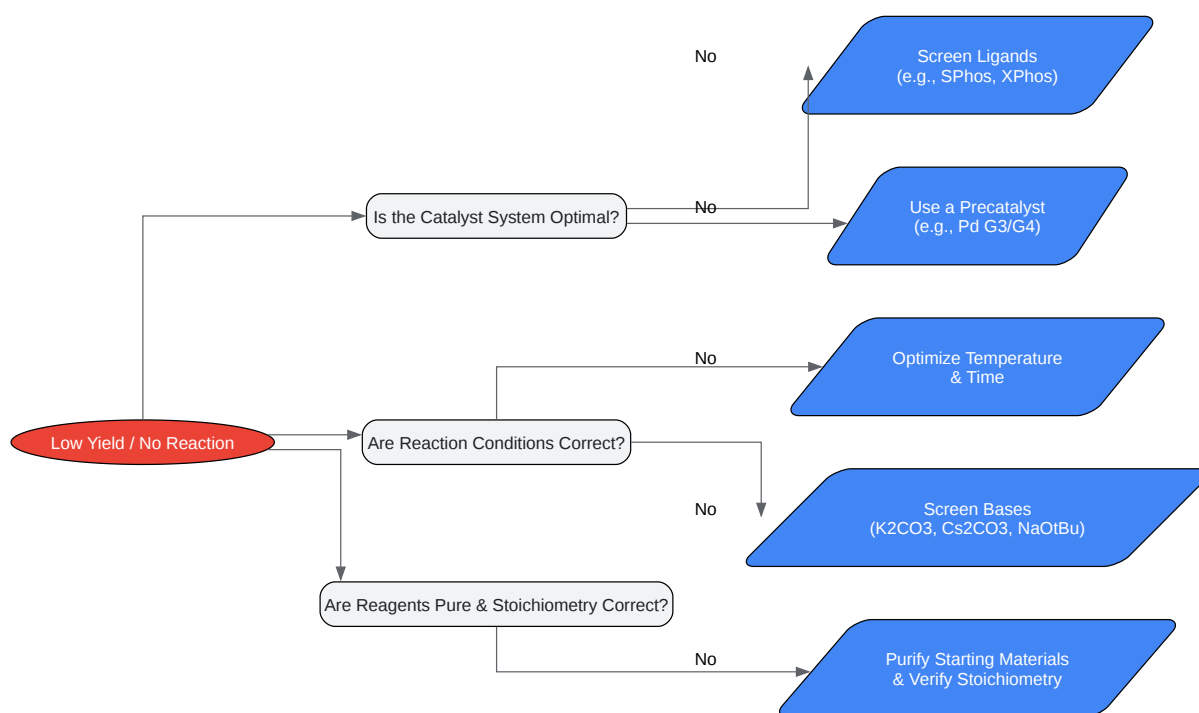 No
Screen Ligands
(e.g., SPhos, XPhos)
Is the Catalyst System Optimal?
No
Use a Precatalyst
(e.g., Pd G3/G4)
No
Optimize Temperature
& Time
Low Yield / No Reaction
Are Reaction Conditions Correct?
No
Screen Bases
(K2CO3, Cs2CO3, NaOtBu)
Are Reagents Pure & Stoichiometry Correct?
No
Purify Starting Materials
& Verify Stoichiometry